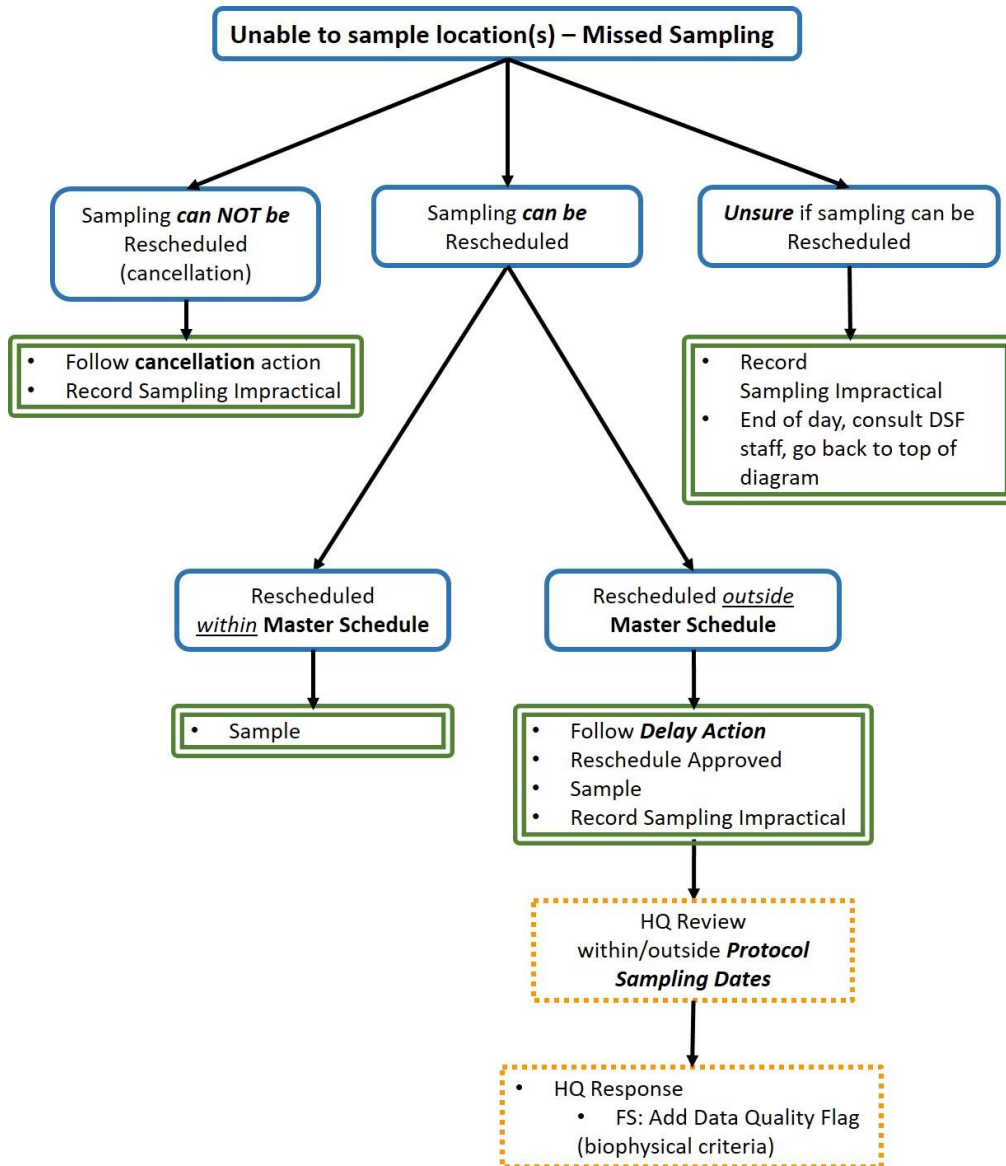 Unable to sample location(s) – Missed Sampling
Sampling can NOT be
Rescheduled
(cancellation)
Sampling can be
Rescheduled
Unsure if sampling can be
Rescheduled
• Follow cancellation action
• Record Sampling Impractical
• Record
Sampling Impractical
• End of day, consult DSF
staff, go back to top of
diagram
Rescheduled
within Master Schedule
Rescheduled outside
Master Schedule
• Sample
• Follow Delay Action
• Reschedule Approved
• Sample
• Record Sampling Impractical
HQ Review
within/outside Protocol
Sampling Dates
• HQ Response
• FS: Add Data Quality Flag
(biophysical criteria)